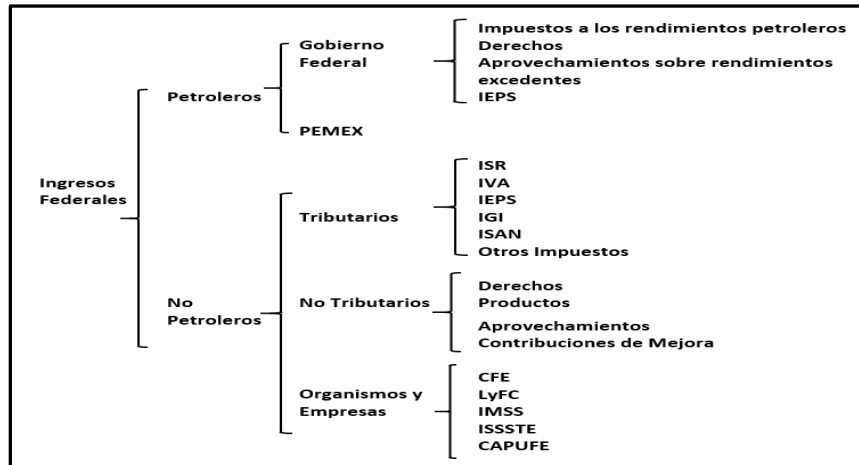 Ingresos
Federales
Petroleros
Gobierno
Federal
Impuestos a los rendimientos petroleros
Derechos
Aprovechamientos sobre rendimientos
excedentes
IEPS
PEMEX
No
Petroleros
Tributarios
ISR
IVA
IEPS
IGI
ISAN
Otros Impuestos
No Tributarios
Derechos
Productos
Aprovechamientos
Contribuciones de Mejora
Organismos y
Empresas
CFE
LyFC
IMSS
ISSSTE
CAPUFE